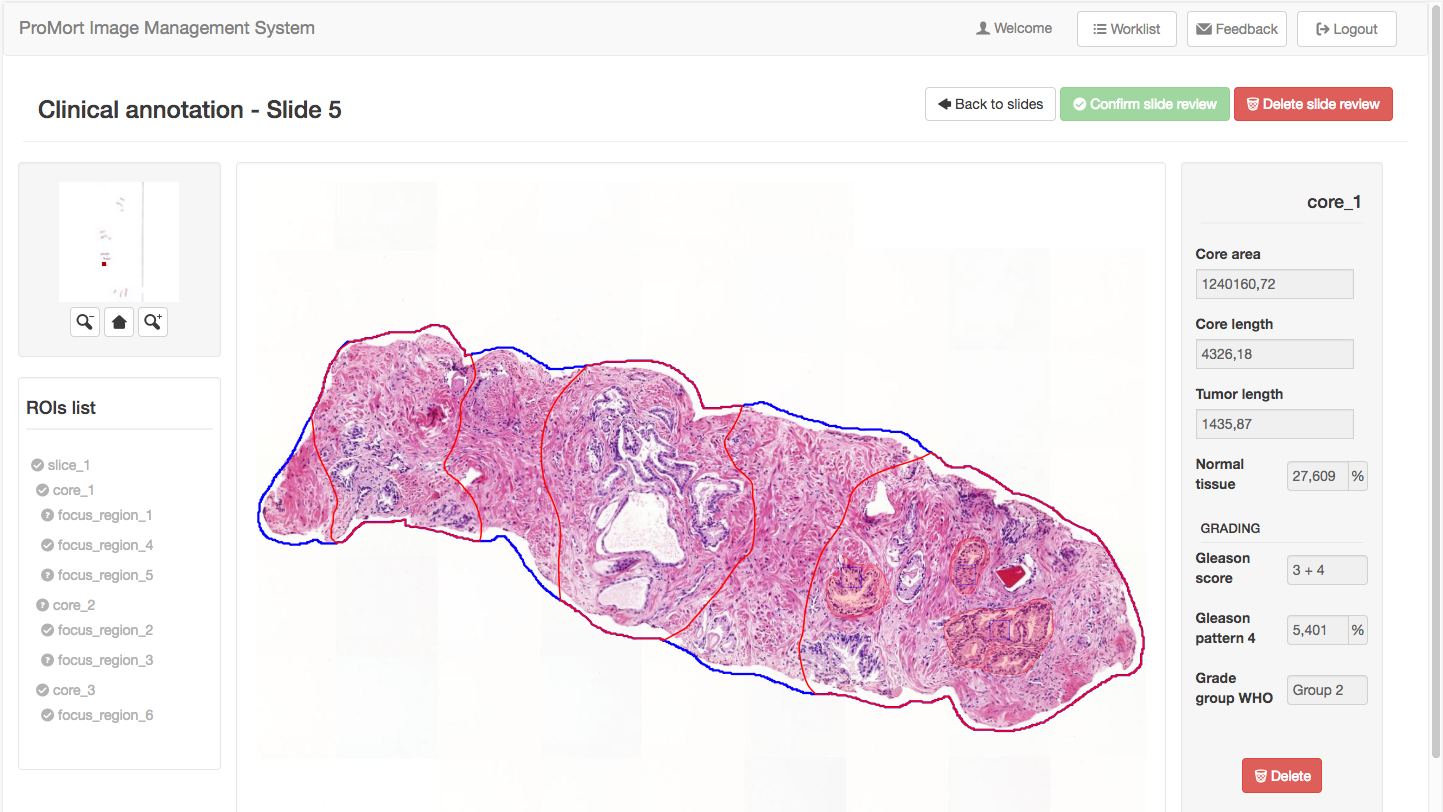 ProMort Image Management System
Welcome
Worklist
Feedback
Logout
Clinical annotation - Slide 5
Back to slides
Confirm slide review
Delete slide review
ROIs list
slice_1
core_1
focus_region_1
focus_region_4
focus_region_5
core_2
focus_region_2
focus_region_3
core_3
focus_region_6
core_1
Core area
1240160,72
Core length
4326,18
Tumor length
1435,87
Normal
tissue
27,609 %
GRADING
Gleason
score
3 + 4
Gleason
pattern 4
5,401 %
Grade
group WHO
Group 2
Delete